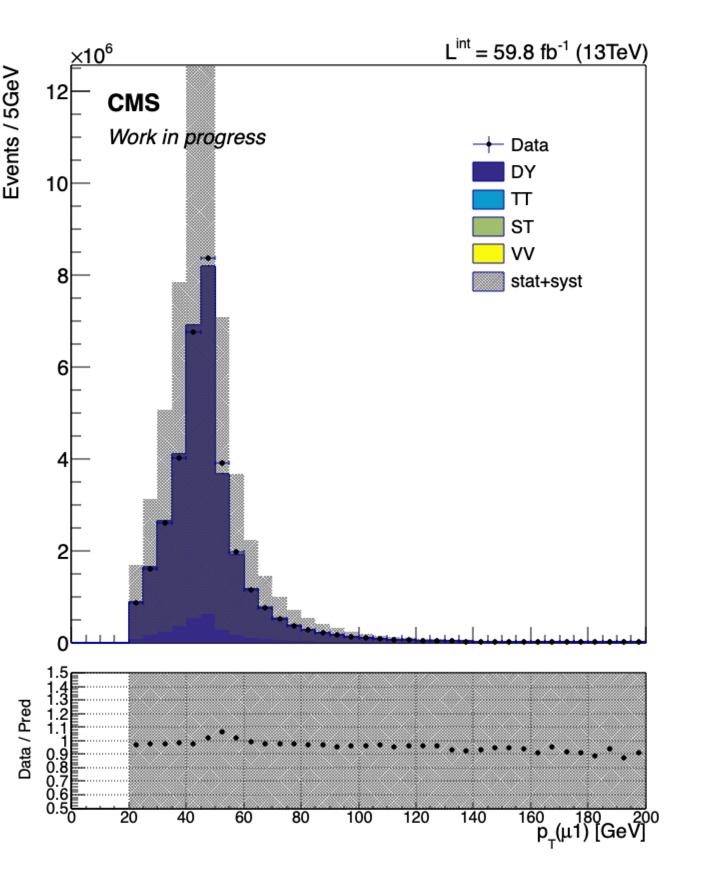 ×10⁶
L^int = 59.8 fb⁻¹ (13TeV)
Events / 5GeV
CMS
Work in progress
Data
DY
TT
ST
VV
stat+syst
12
10
8
6
4
2
0
Data / Pred
1.5
1.4
1.3
1.2
1.1
1
0.9
0.8
0.7
0.6
0.5
0 20 40 60 80 100 120 140 160 180 200
p_T(μ1) [GeV]